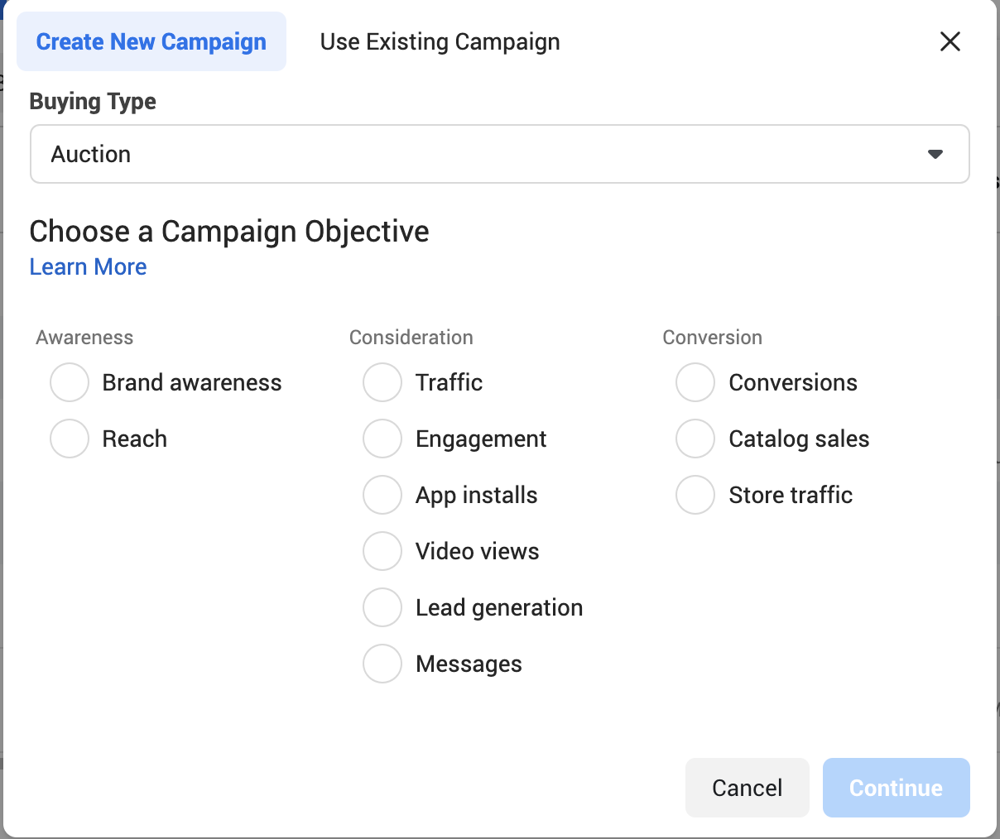 Create New Campaign
Use Existing Campaign
Buying Type
Auction
Choose a Campaign Objective
Learn More
Awareness
Brand awareness
Reach
Consideration
Traffic
Engagement
App installs
Video views
Lead generation
Messages
Conversion
Conversions
Catalog sales
Store traffic
Cancel
Continue